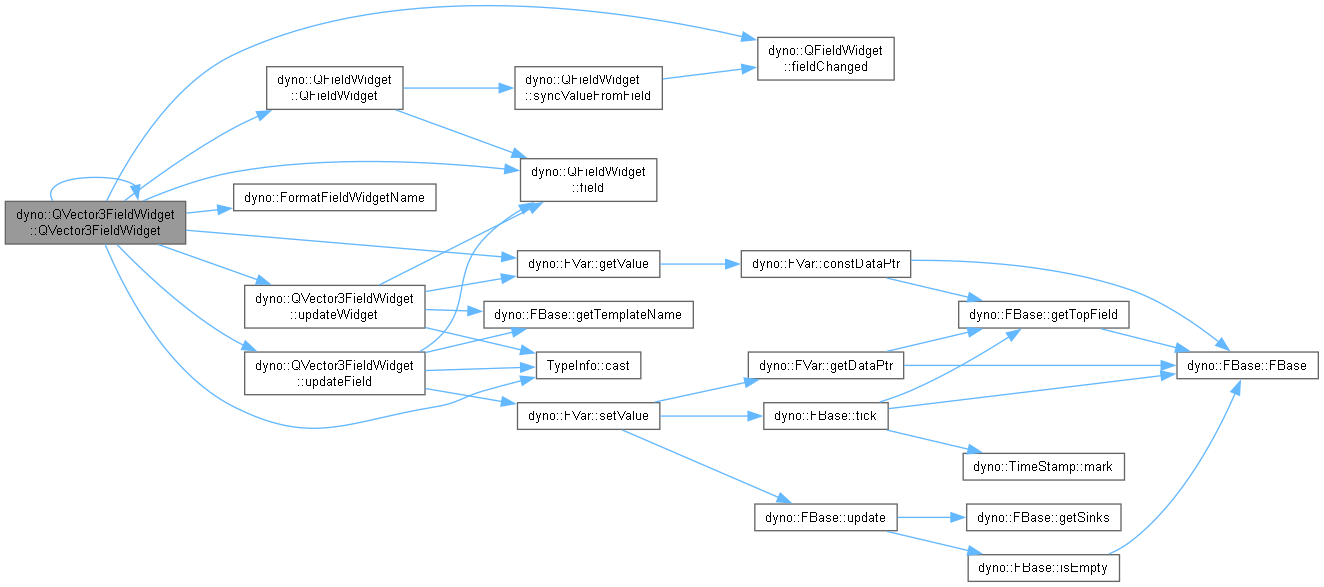 dyno::QVector3FieldWidget
::QVector3FieldWidget
dyno::QFieldWidget
::QFieldWidget
dyno::FormatFieldWidgetName
dyno::QVector3FieldWidget
::updateWidget
dyno::QVector3FieldWidget
::updateField
dyno::QFieldWidget
::syncValueFromField
dyno::QFieldWidget
::field
dyno::FVar::getValue
dyno::FBase::getTemplateName
TypeInfo::cast
dyno::FVar::setValue
dyno::QFieldWidget
::fieldChanged
dyno::FVar::constDataPtr
dyno::FVar::getDataPtr
dyno::FBase::tick
dyno::FBase::update
dyno::FBase::getTopField
dyno::TimeStamp::mark
dyno::FBase::getSinks
dyno::FBase::isEmpty
dyno::FBase::FBase